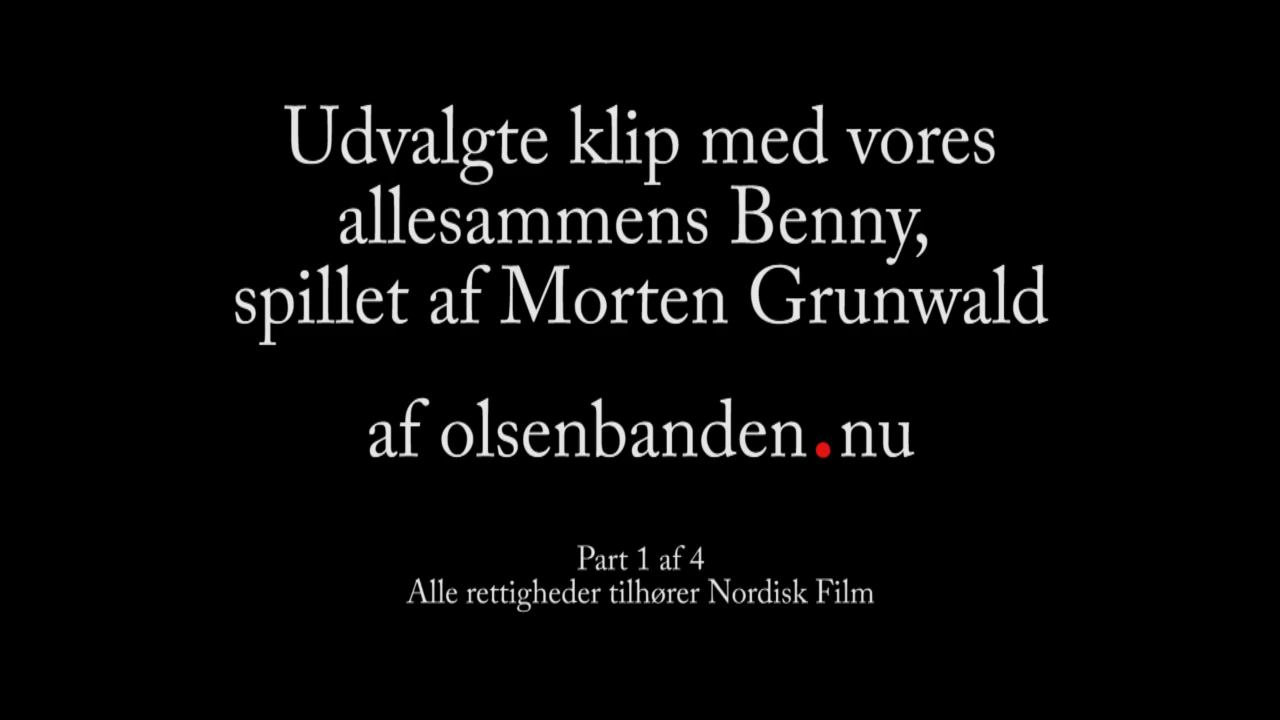 Udvalgte klip med vores
allesammens Benny,
spillet af Morten Grunwald
af olsenbanden.nu
Part 1 af 4
Alle rettigheder tilhører Nordisk Film